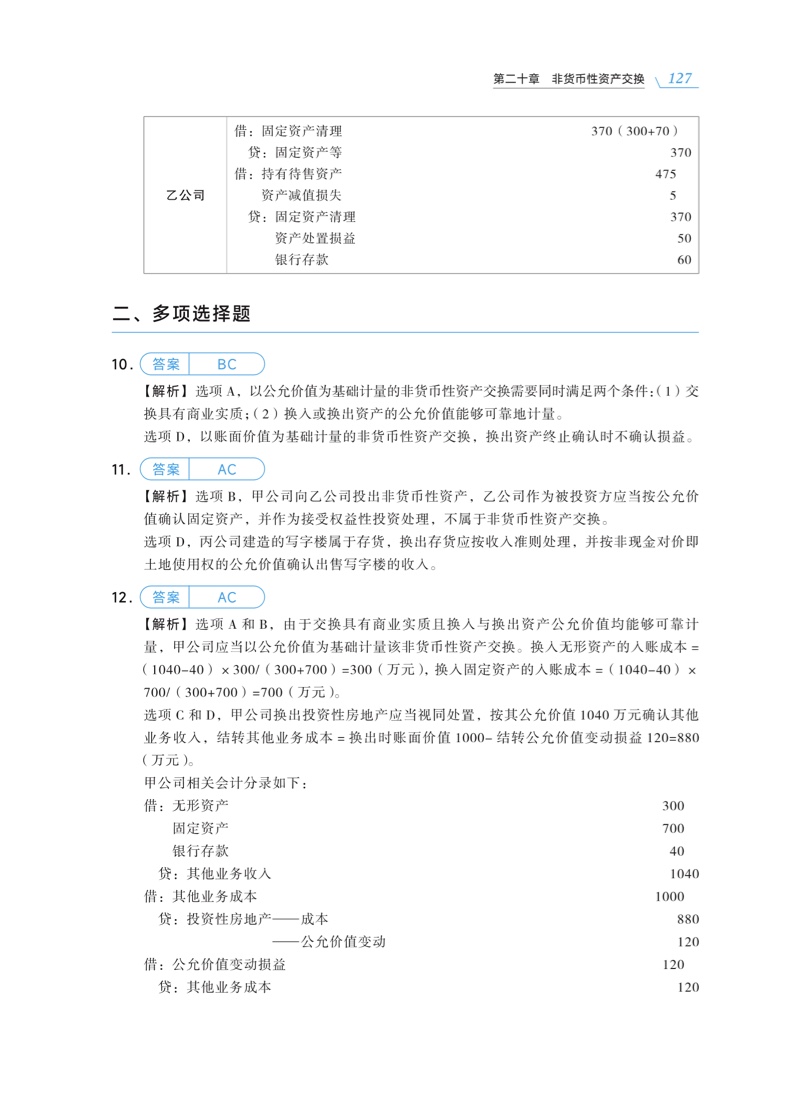 第二十章 非货币性资产交换 127
乙公司
借：固定资产清理 370（300+70）
贷：固定资产等 370
借：持有待售资产 475
资产减值损失 5
贷：固定资产清理 370
资产处置损益 50
银行存款 60
二、多项选择题
10. 答案 BC
【解析】选项 A，以公允价值为基础计量的非货币性资产交换需要同时满足两个条件：（1）交
换具有商业实质；（2）换入或换出资产的公允价值能够可靠地计量。
选项 D，以账面价值为基础计量的非货币性资产交换，换出资产终止确认时不确认损益。
11. 答案 AC
【解析】选项 B，甲公司向乙公司投出非货币性资产，乙公司作为被投资方应当按公允价
值确认固定资产，并作为接受权益性投资处理，不属于非货币性资产交换。
选项 D，丙公司建造的写字楼属于存货，换出存货应按收入准则处理，并按非现金对价即
土地使用权的公允价值确认出售写字楼的收入。
12. 答案 AC
【解析】选项 A 和 B，由于交换具有商业实质且换入与换出资产公允价值均能够可靠计
量，甲公司应当以公允价值为基础计量该非货币性资产交换。换入无形资产的入账成本 =
（1040-40）×300/（300+700）=300（万元），换入固定资产的入账成本 =（1040-40）×
700/（300+700）=700（万元）。
选项 C 和 D，甲公司换出投资性房地产应当视同处置，按其公允价值 1040 万元确认其他
业务收入，结转其他业务成本 = 换出时账面价值 1000- 结转公允价值变动损益 120=880
（万元）。
甲公司相关会计分录如下：
借：无形资产 300
固定资产 700
银行存款 40
贷：其他业务收入 1040
借：其他业务成本 1000
贷：投资性房地产——成本 880
——公允价值变动 120
借：公允价值变动损益 120
贷：其他业务成本 120